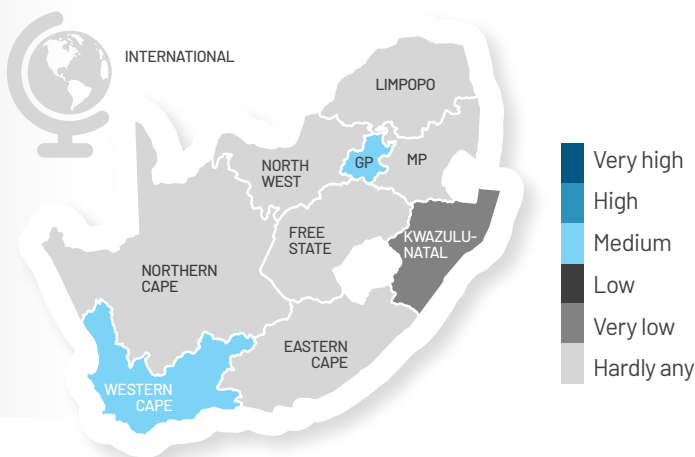 INTERNATIONAL
LIMPOPO
NORTH
WEST
GP
MP
FREE
STATE
KWAZULU-
NATAL
NORTHERN
CAPE
EASTERN
CAPE
WESTERN
CAPE
Very high
High
Medium
Low
Very low
Hardly any